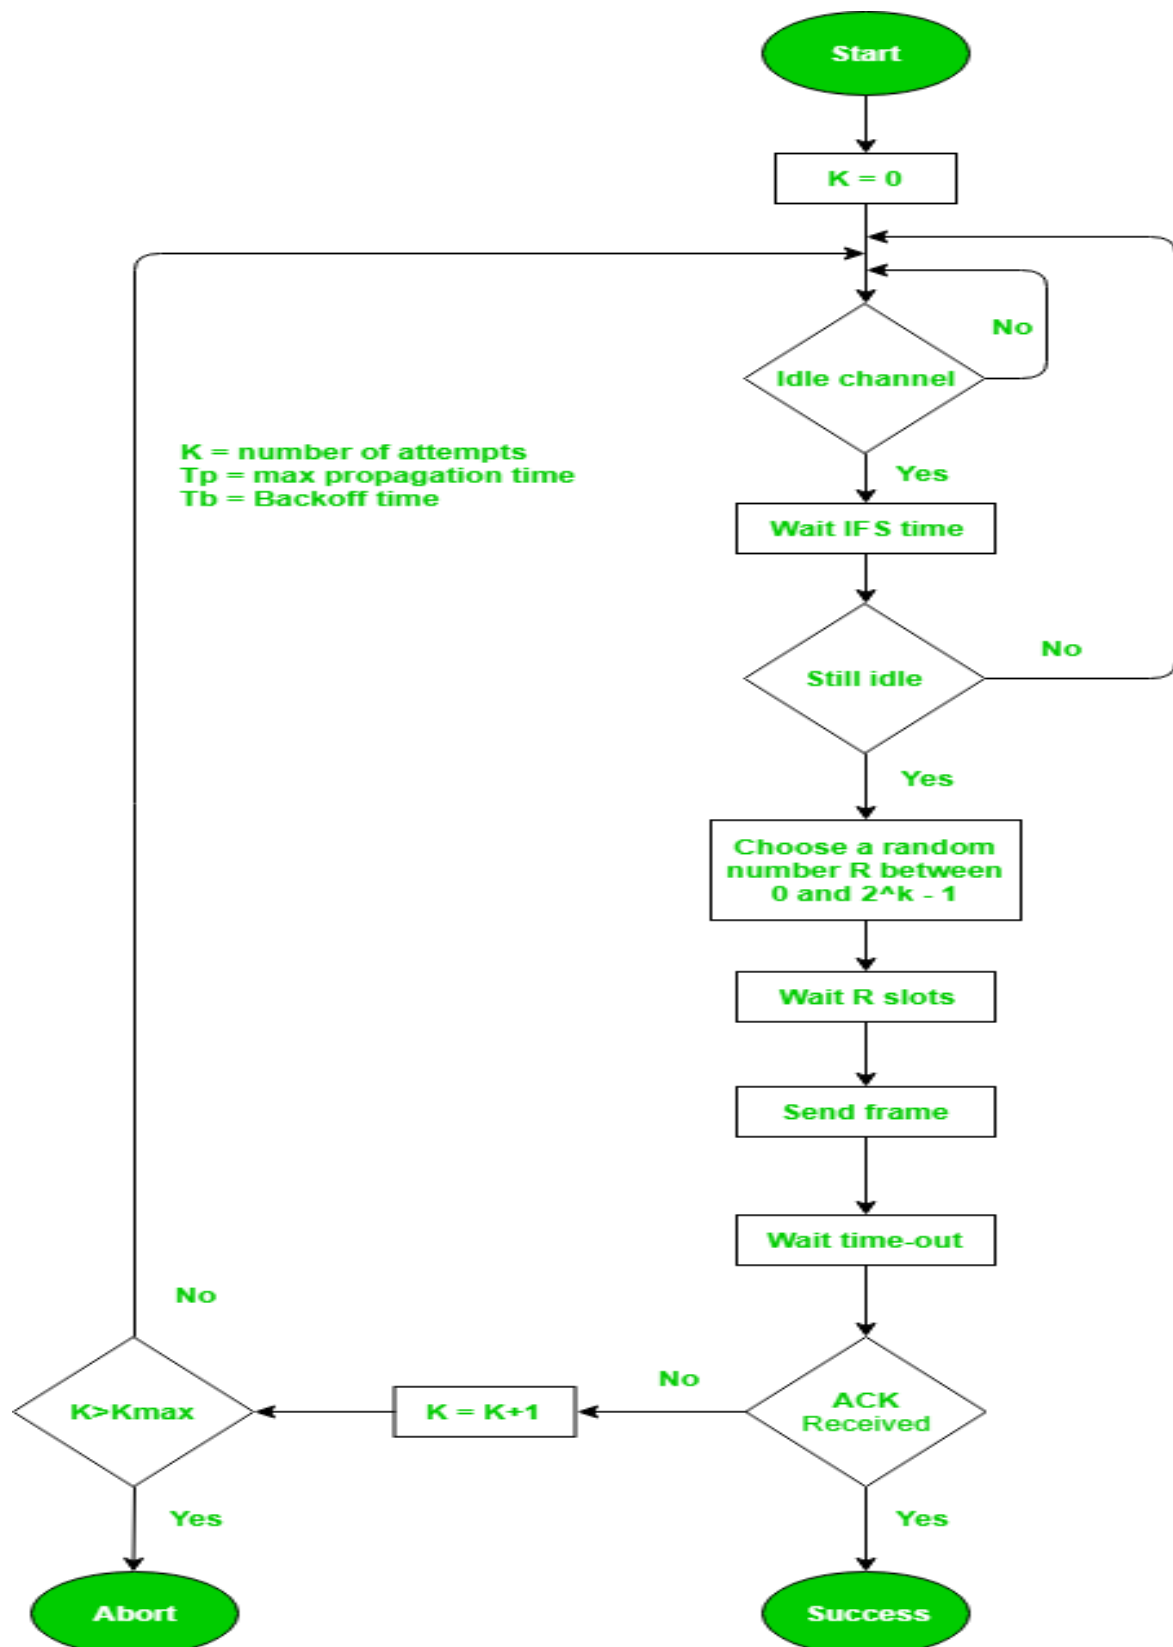 Start
K = 0
Idle channel
No
Yes
K = number of attempts
Tp = max propagation time
Tb = Backoff time
Wait IFS time
Still idle
No
Yes
Choose a random
number R between
0 and 2^k - 1
Wait R slots
Send frame
Wait time-out
ACK
Received
No
K = K+1
K>Kmax
No
Yes
Yes
Abort
Success